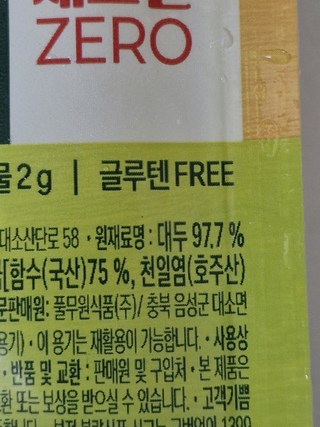 ZERO
물 2g | 글루텐 FREE
대소산단로 58 • 원재료명 : 대두 97.7 %
(함수(국산)75 %, 천일염(호주산)
문판매원: 풀무원식품(주)/ 충북 음성군 대소면
용기) • 이 용기는 재활용이 가능합니다. • 사용상
• 반품 및 교환 : 판매원 및 구입처 • 본 제품은
환 또는 보상을 받으실 수 있습니다. • 고객기쁨